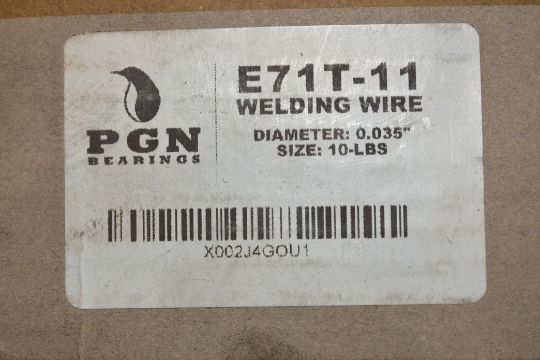 PGN
BEARINGS
E71T-11
WELDING WIRE
DIAMETER: 0.035"
SIZE: 10-LBS
X002J4GOU1